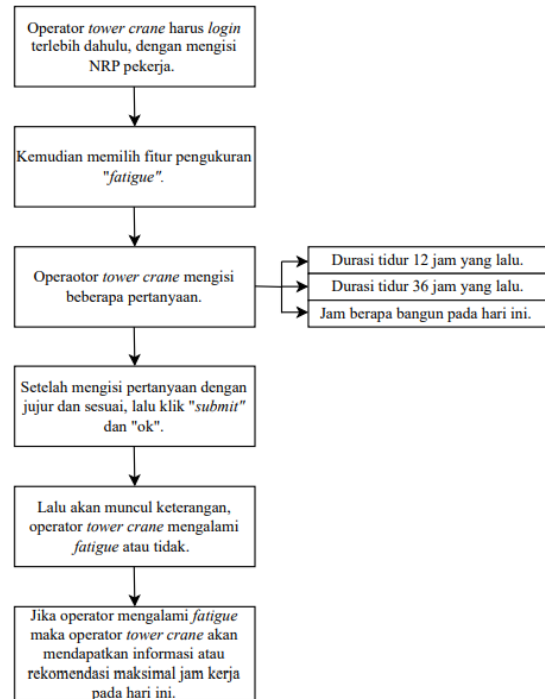 Operator tower crane harus login
terlebih dahulu, dengan mengisi
NRP pekerja.
Kemudian memilih fitur pengukuran
"fatigue".
Operaotor tower crane mengisi
beberapa pertanyaan.
Durasi tidur 12 jam yang lalu.
Durasi tidur 36 jam yang lalu.
Jam berapa bangun pada hari ini.
Setelah mengisi pertanyaan dengan
jujur dan sesuai, lalu klik "submit"
dan "ok".
Lalu akan muncul keterangan,
operator tower crane mengalami
fatigue atau tidak.
Jika operator mengalami fatigue
maka operator tower crane akan
mendapatkan informasi atau
rekomendasi maksimal jam kerja
pada hari ini.